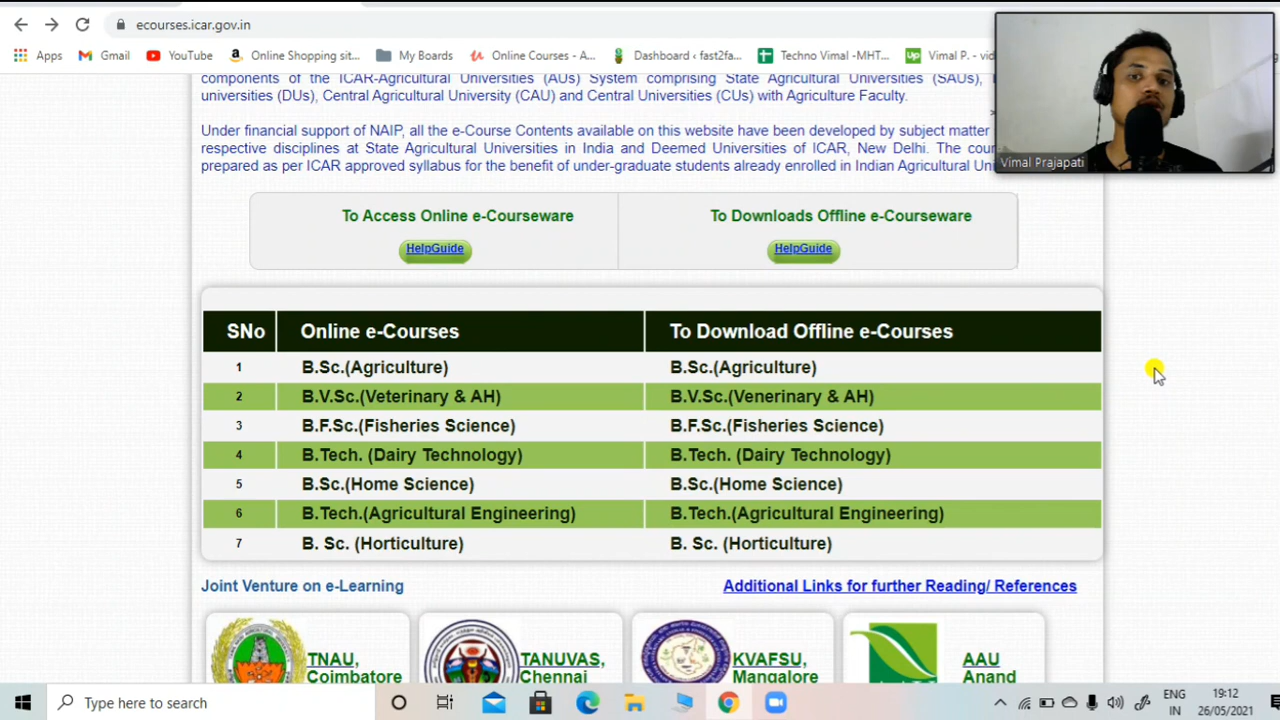 ecourses.icar.gov.in
Apps Gmail YouTube Online Shopping sit... My Boards Online Courses - A... Dashboard ‹ fast2fa... Techno Vimal -MHT... Vimal P. - vid
components of the ICAR-Agricultural Universities (AUs) System comprising State Agricultural Universities (SAUs),
universities (DUs), Central Agricultural University (CAU) and Central Universities (CUs) with Agriculture Faculty.
Under financial support of NAIP, all the e-Course Contents available on this website have been developed by subject matter
respective disciplines at State Agricultural Universities in India and Deemed Universities of ICAR, New Delhi. The cour
prepared as per ICAR approved syllabus for the benefit of under-graduate students already enrolled in Indian Agricultural Uni
Vimal Prajapati
To Access Online e-Courseware To Downloads Offline e-Courseware
HelpGuide HelpGuide
SNo Online e-Courses To Download Offline e-Courses
1 B.Sc.(Agriculture) B.Sc.(Agriculture)
2 B.V.Sc.(Veterinary & AH) B.V.Sc.(Venerinary & AH)
3 B.F.Sc.(Fisheries Science) B.F.Sc.(Fisheries Science)
4 B.Tech. (Dairy Technology) B.Tech. (Dairy Technology)
5 B.Sc.(Home Science) B.Sc.(Home Science)
6 B.Tech.(Agricultural Engineering) B.Tech.(Agricultural Engineering)
7 B. Sc. (Horticulture) B. Sc. (Horticulture)
Joint Venture on e-Learning Additional Links for further Reading/ References
TNAU, TANUVAS, KVAFSU, AAU
Coimbatore Chennai Mangalore Anand
Type here to search
ENG 19:12
IN 26/05/2021